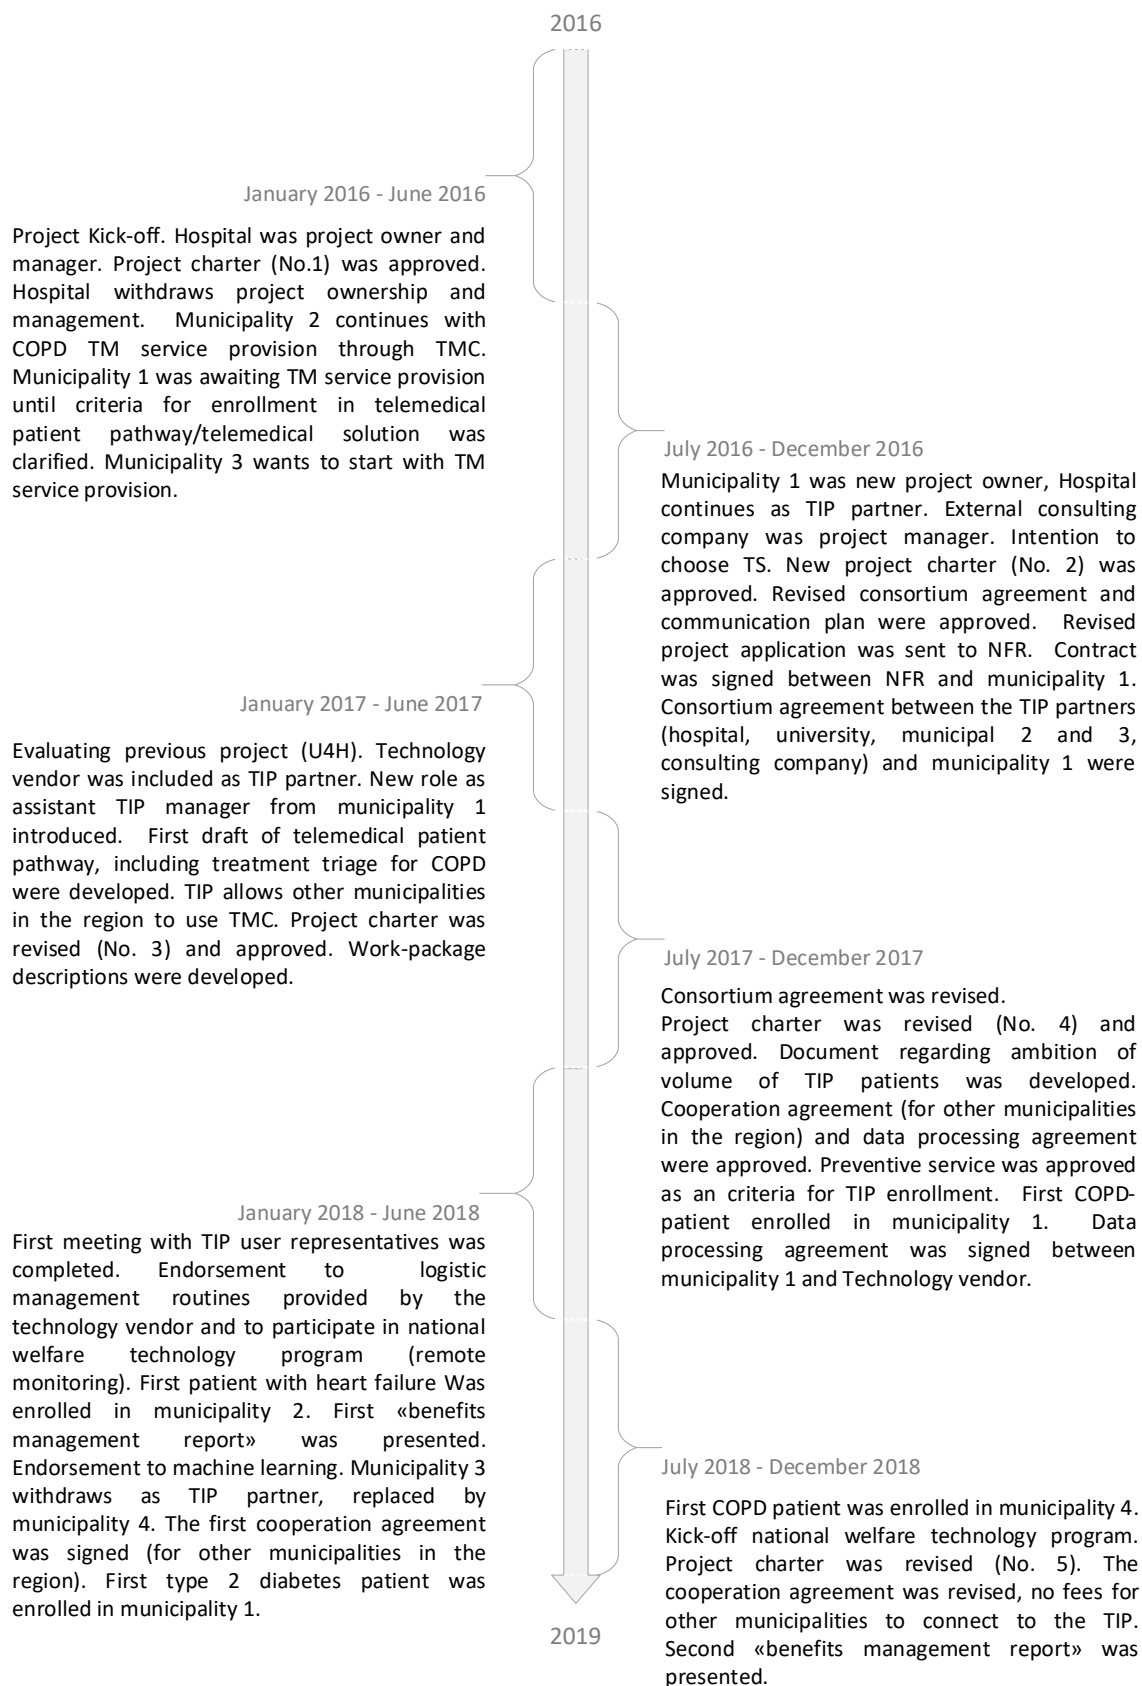 2016
January 2016 - June 2016
Project Kick-off. Hospital was project owner and
manager. Project charter (No.1) was approved.
Hospital withdraws project ownership and
management. Municipality 2 continues with
COPD TM service provision through TMC.
Municipality 1 was awaiting TM service provision
until criteria for enrollment in telemedical
patient pathway/telemedical solution was
clarified. Municipality 3 wants to start with TM
service provision.
July 2016 - December 2016
Municipality 1 was new project owner, Hospital
continues as TIP partner. External consulting
company was project manager. Intention to
choose TS. New project charter (No. 2) was
approved. Revised consortium agreement and
communication plan were approved. Revised
project application was sent to NFR. Contract
was signed between NFR and municipality 1.
Consortium agreement between the TIP partners
(hospital, university, municipal 2 and 3,
consulting company) and municipality 1 were
signed.
January 2017 - June 2017
Evaluating previous project (U4H). Technology
vendor was included as TIP partner. New role as
assistant TIP manager from municipality 1
introduced. First draft of telemedical patient
pathway, including treatment triage for COPD
were developed. TIP allows other municipalities
in the region to use TMC. Project charter was
revised (No. 3) and approved. Work-package
descriptions were developed.
July 2017 - December 2017
Consortium agreement was revised.
Project charter was revised (No. 4) and
approved. Document regarding ambition of
volume of TIP patients was developed.
Cooperation agreement (for other municipalities
in the region) and data processing agreement
were approved. Preventive service was approved
as an criteria for TIP enrollment. First COPD-
patient enrolled in municipality 1. Data
processing agreement was signed between
municipality 1 and Technology vendor.
January 2018 - June 2018
First meeting with TIP user representatives was
completed. Endorsement to logistic
management routines provided by the
technology vendor and to participate in national
welfare technology program (remote
monitoring). First patient with heart failure Was
enrolled in municipality 2. First «benefits
management report» was presented.
Endorsement to machine learning. Municipality 3
withdraws as TIP partner, replaced by
municipality 4. The first cooperation agreement
was signed (for other municipalities in the
region). First type 2 diabetes patient was
enrolled in municipality 1.
July 2018 - December 2018
First COPD patient was enrolled in municipality 4.
Kick-off national welfare technology program.
Project charter was revised (No. 5). The
cooperation agreement was revised, no fees for
other municipalities to connect to the TIP.
Second «benefits management report» was
presented.
2019